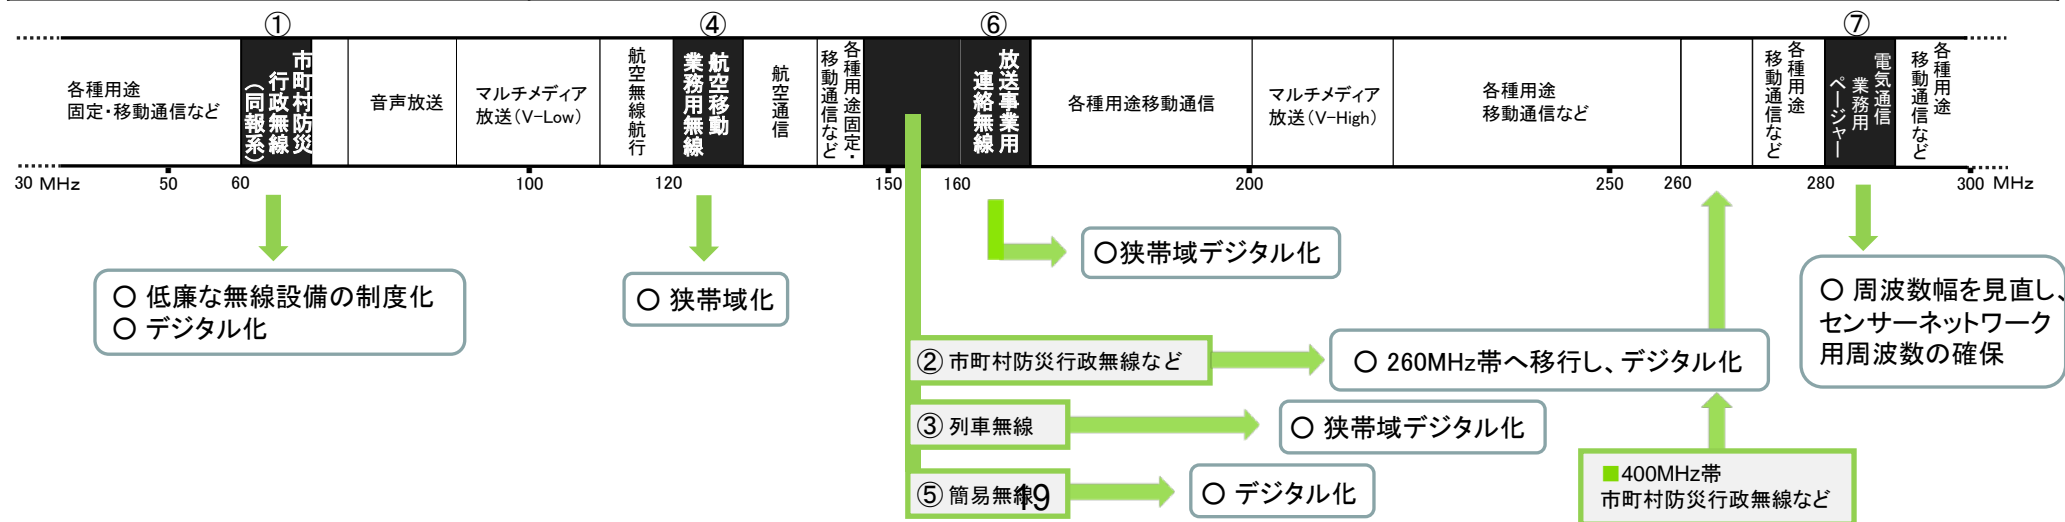 ①
④
⑥
⑦
各種用途
固定・移動通信など
市町村防災
行政無線
（同報系）
音声放送
マルチメディア
放送（V-Low）
航空無線航行
航空移動
業務用無線
航空通信
各種用途固定・
移動通信など
放送事業用
連絡無線
各種用途移動通信
マルチメディア
放送（V-High）
各種用途
移動通信など
各種用途
移動通信など
電気通信
業務用
ページャー
各種用途
移動通信など
30 MHz
50
60
100
120
150
160
200
250
260
280
300 MHz
○ 低廉な無線設備の制度化
○ デジタル化
○ 狭帯域化
○狭帯域デジタル化
○ 周波数幅を見直し、
センサーネットワーク
用周波数の確保
② 市町村防災行政無線など
○ 260MHz帯へ移行し、デジタル化
③ 列車無線
○ 狭帯域デジタル化
⑤ 簡易無線
19
○ デジタル化
■400MHz帯
市町村防災行政無線など